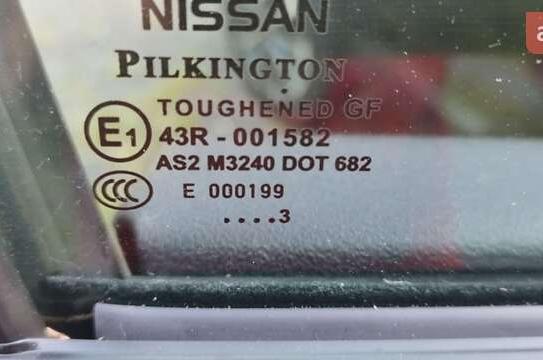 NISSAN
PILKINGTON
TOUGHENED GF
E1
43R - 001582
AS2 M3240 DOT 682
CCC
E 000199
....3